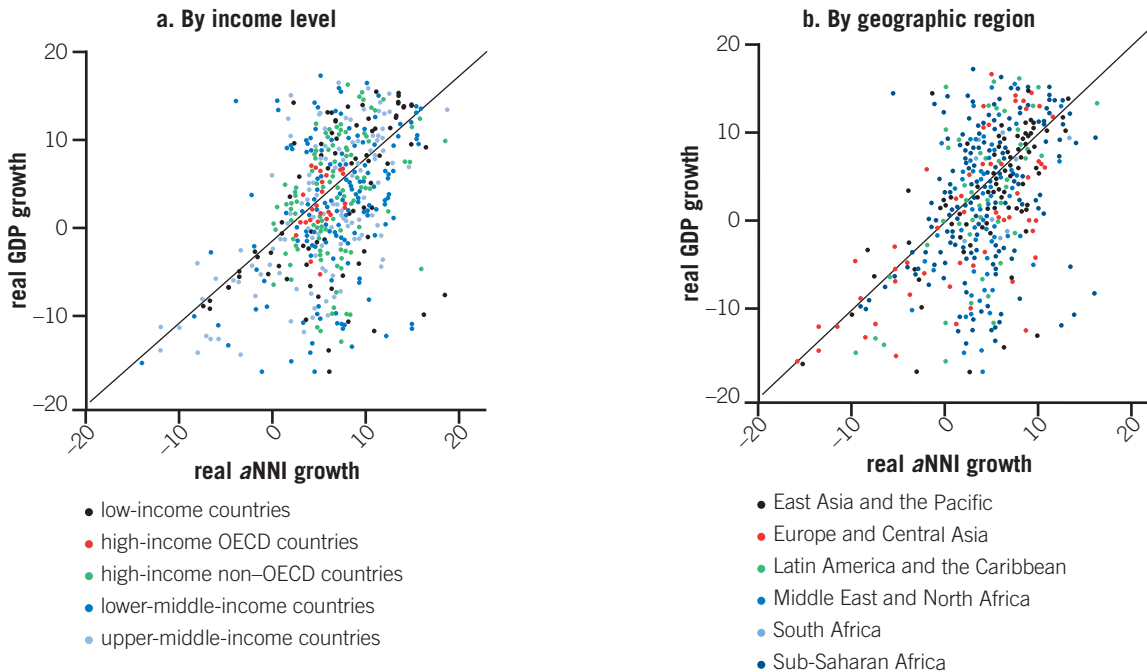 a. By income level
20
10
0
−10
−20
real GDP growth
−20
−10
0
10
20
real aNNI growth
low-income countries
high-income OECD countries
high-income non–OECD countries
lower-middle-income countries
upper-middle-income countries
b. By geographic region
20
10
0
−10
−20
real GDP growth
−20
−10
0
10
20
real aNNI growth
East Asia and the Pacific
Europe and Central Asia
Latin America and the Caribbean
Middle East and North Africa
South Africa
Sub-Saharan Africa